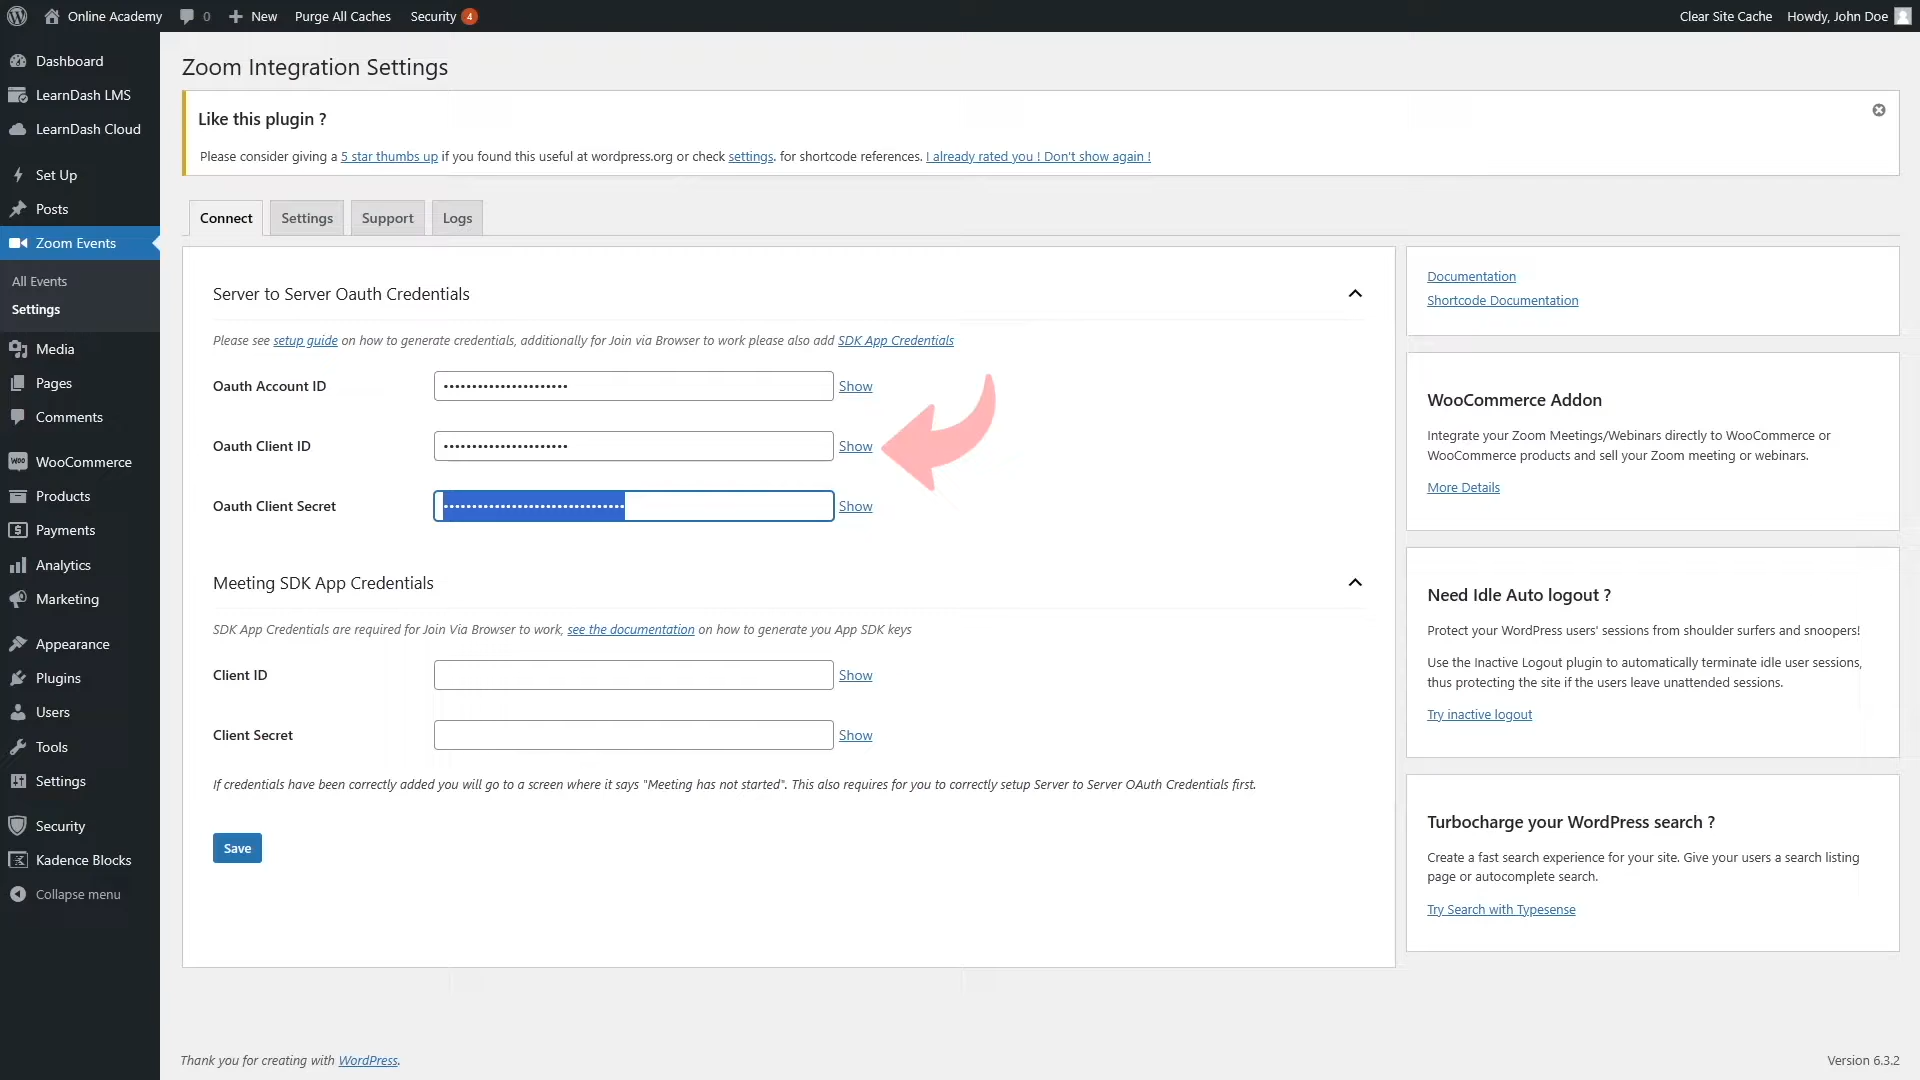 Online Academy
0
New
Purge All Caches
Security
4
Clear Site Cache
Howdy, John Doe
Dashboard
LearnDash LMS
LearnDash Cloud
Set Up
Posts
Zoom Events
All Events
Settings
Media
Pages
Comments
WooCommerce
Products
Payments
Analytics
Marketing
Appearance
Plugins
Users
Tools
Settings
Security
Kadence Blocks
Collapse menu
Zoom Integration Settings
Like this plugin ?
Please consider giving a 5 star thumbs up if you found this useful at wordpress.org or check settings. for shortcode references. I already rated you ! Don't show again !
Connect
Settings
Support
Logs
Server to Server Oauth Credentials
Please see setup guide on how to generate credentials, additionally for Join via Browser to work please also add SDK App Credentials
Oauth Account ID
Show
Oauth Client ID
Show
Oauth Client Secret
Show
Meeting SDK App Credentials
SDK App Credentials are required for Join Via Browser to work, see the documentation on how to generate you App SDK keys
Client ID
Show
Client Secret
Show
If credentials have been correctly added you will go to a screen where it says "Meeting has not started". This also requires for you to correctly setup Server to Server OAuth Credentials first.
Save
Documentation
Shortcode Documentation
WooCommerce Addon
Integrate your Zoom Meetings/Webinars directly to WooCommerce or
WooCommerce products and sell your Zoom meeting or webinars.
More Details
Need Idle Auto logout ?
Protect your WordPress users' sessions from shoulder surfers and snoopers!
Use the Inactive Logout plugin to automatically terminate idle user sessions,
thus protecting the site if the users leave unattended sessions.
Try inactive logout
Turbocharge your WordPress search ?
Create a fast search experience for your site. Give your users a search listing
page or autocomplete search.
Try Search with Typesense
Thank you for creating with WordPress.
Version 6.3.2